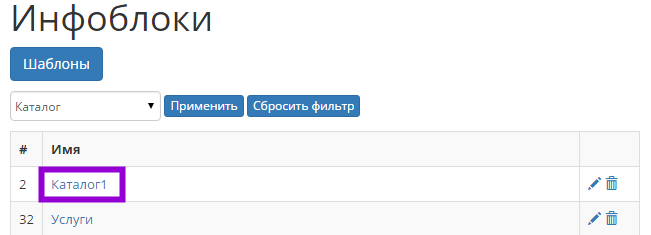 Инфоблоки
Шаблоны
Каталог Применить Сбросить фильтр
# Имя
2 Каталог1
32 Услуги